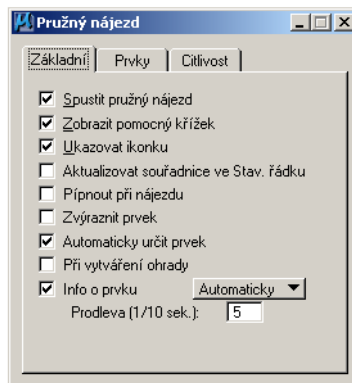 Pružný nájezd
Základní Prvky Citlivost
Spustit pružný nájezd
Zobrazit pomocný křížek
Ukazovat ikonku
Aktualizovat souřadnice ve Stav. řádku
Pípnout při nájezdu
Zvýraznit prvek
Automaticky určit prvek
Při vytváření ohrady
Info o prvku Automaticky
Prodleva (1/10 sek.): 5